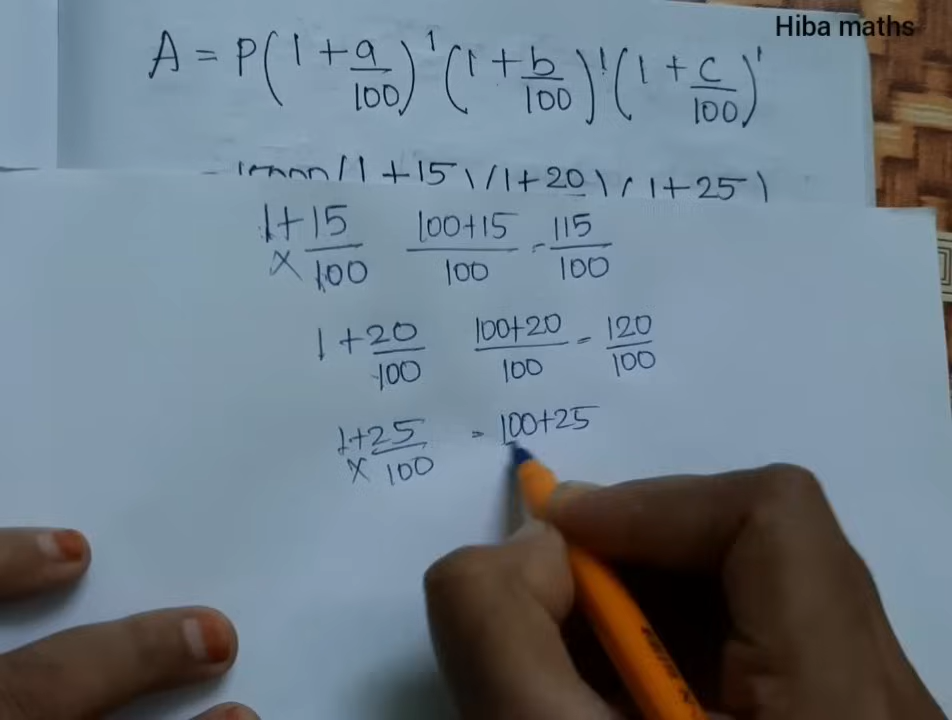 Hiba maths
A = P(1 + a/100)¹ (1 + b/100)¹ (1 + c/100)¹
(1 + 15) (1 + 20) (1 + 25)
1 + 15/100 (100+15)/100 = 115/100
×
1 + 20/100 (100+20)/100 = 120/100
1 + 25/100 = 100+25
×